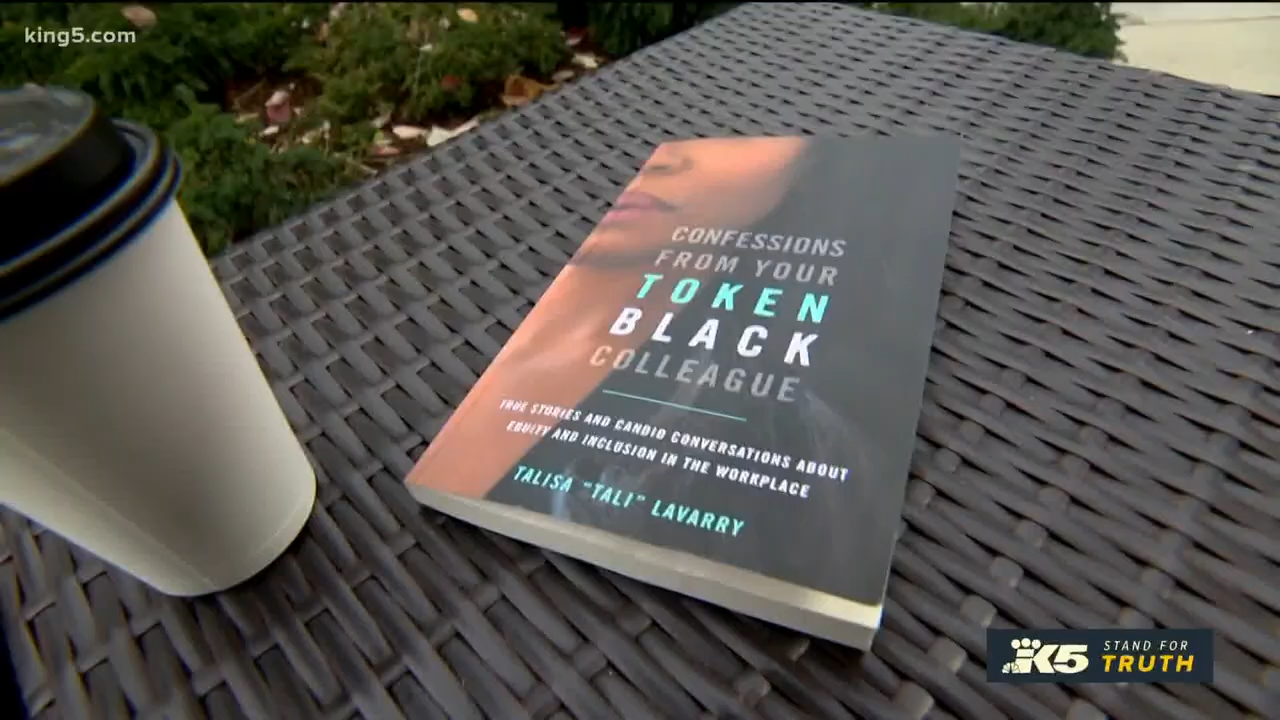 king5.com
CONFESSIONS
FROM YOUR
TOKEN
BLACK
COLLEAGUE
TRUE STORIES AND CANDID CONVERSATIONS ABOUT
EQUITY AND INCLUSION IN THE WORKPLACE
TALISA "TALI" LAVARRY
K5
STAND FOR
TRUTH